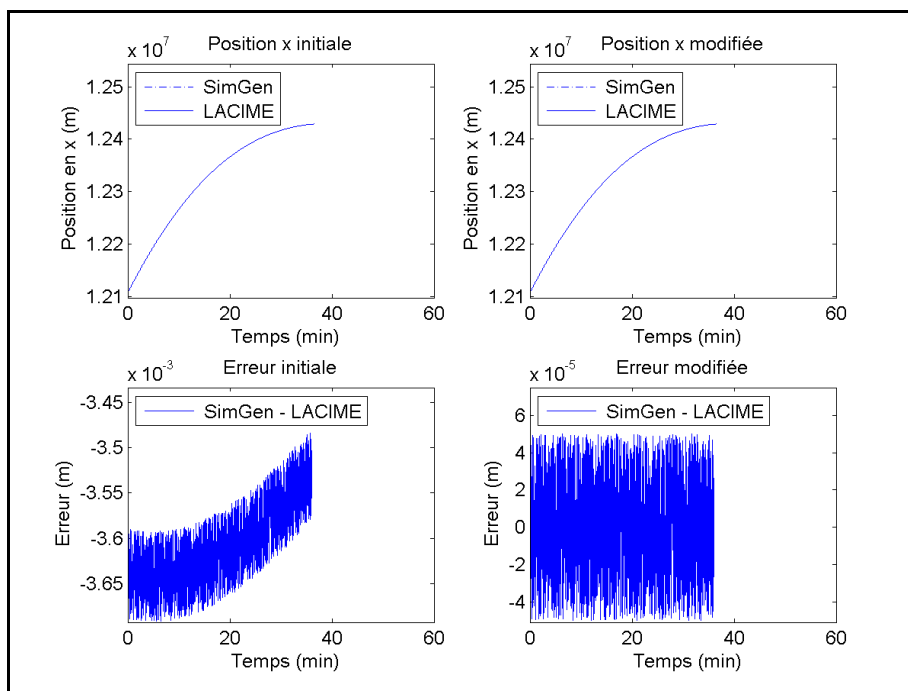 x 10^7
Position x initiale
SimGen
LACIME
Position en x (m)
1.25
1.24
1.23
1.22
1.21
0
20
40
60
Temps (min)
x 10^7
Position x modifiée
SimGen
LACIME
Position en x (m)
1.25
1.24
1.23
1.22
1.21
0
20
40
60
Temps (min)
x 10^-3
Erreur initiale
SimGen - LACIME
Erreur (m)
-3.45
-3.5
-3.55
-3.6
-3.65
0
20
40
60
Temps (min)
x 10^-5
Erreur modifiée
SimGen - LACIME
Erreur (m)
6
4
2
0
-2
-4
0
20
40
60
Temps (min)